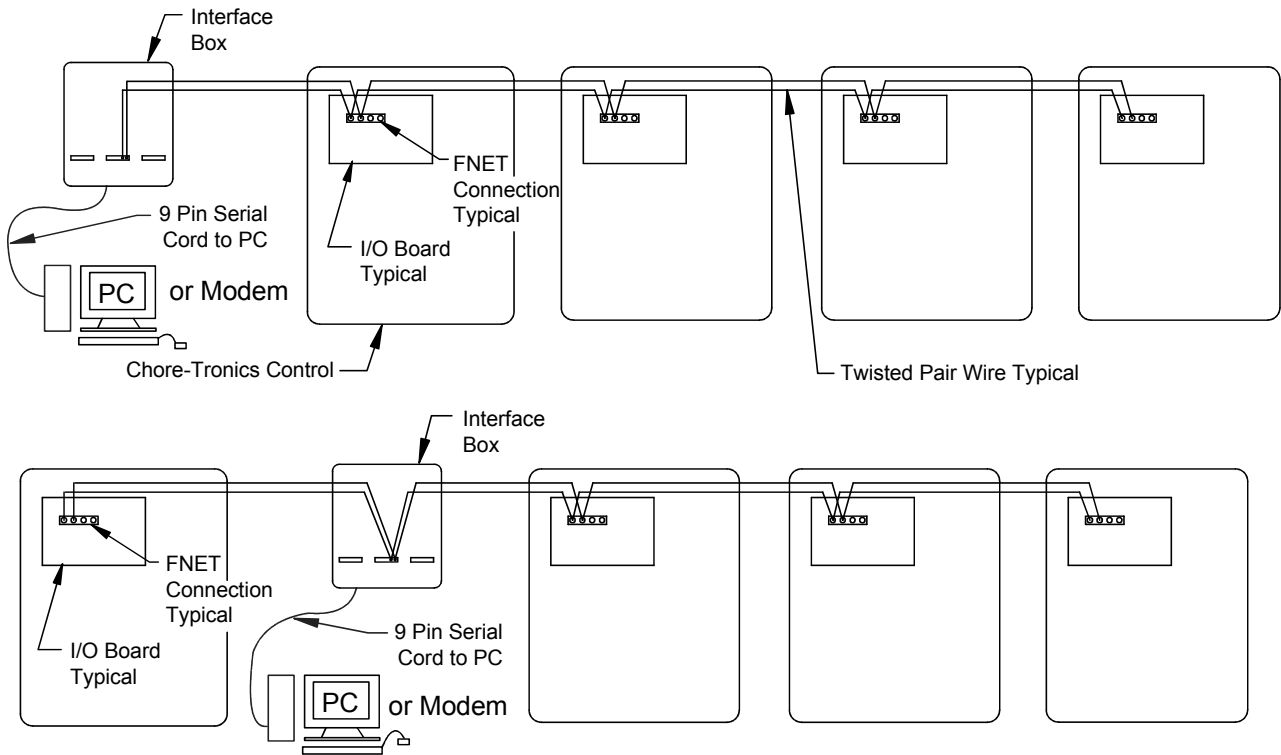 Interface
Box
FNET
Connection
Typical
9 Pin Serial
Cord to PC
I/O Board
Typical
PC
or Modem
Chore-Tronics Control
Twisted Pair Wire Typical
Interface
Box
FNET
Connection
Typical
I/O Board
Typical
9 Pin Serial
Cord to PC
PC
or Modem